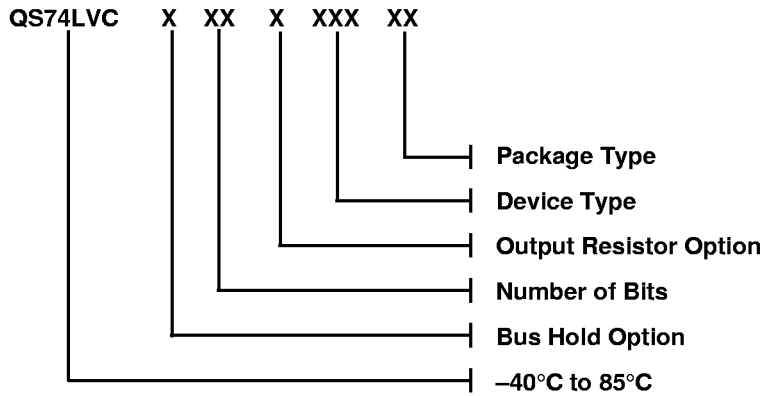 QS74LVC X XX X XXX XX
Package Type
Device Type
Output Resistor Option
Number of Bits
Bus Hold Option
–40°C to 85°C